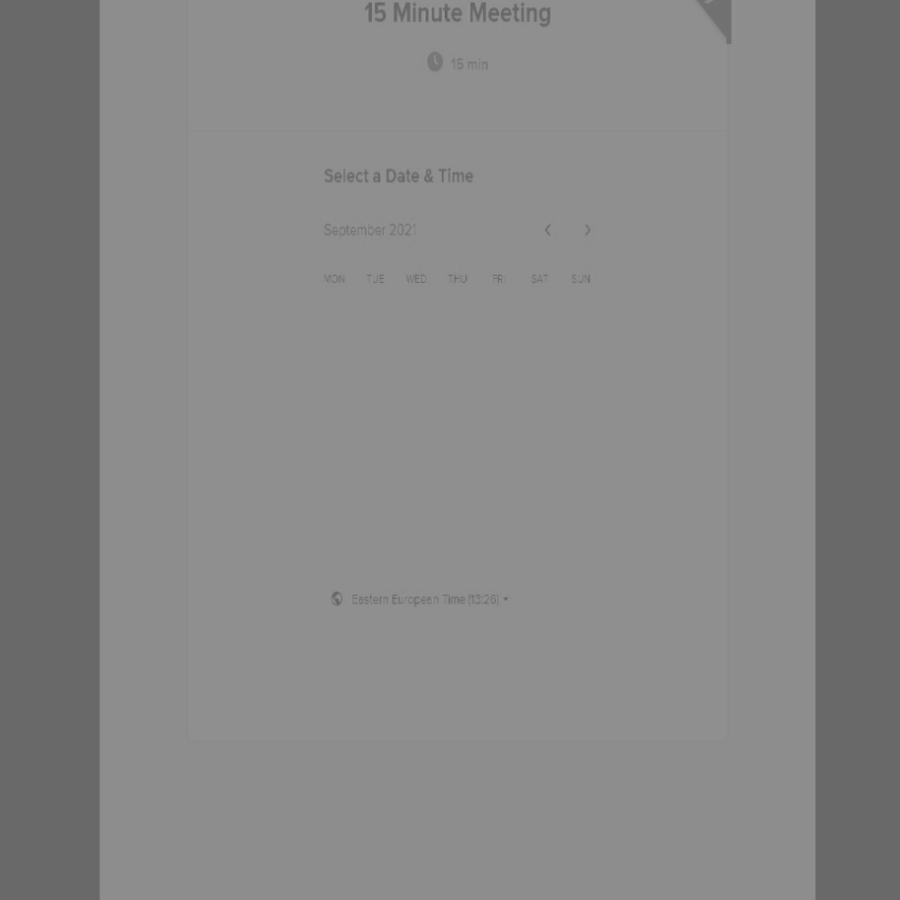 15 Minute Meeting
15 min
Select a Date & Time
September 2021
MON TUE WED THU FRI SAT SUN
Eastern European Time (13:26)